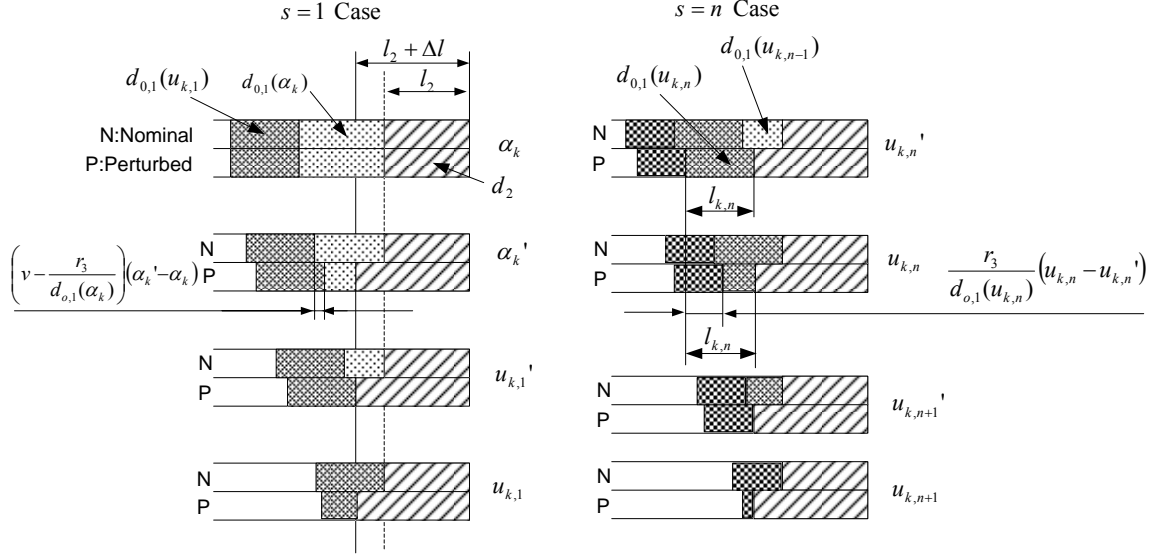 s = 1 Case
s = n Case
l_2 + Δl
l_2
d_{0,1}(u_{k,1})
d_{0,1}(α_k)
d_{0,1}(u_{k,n-1})
d_{0,1}(u_{k,n})
N:Nominal
P:Perturbed
α_k
d_2
N
P
u_{k,n}'
l_{k,n}
N
P
α_k'
(v - \frac{r_3}{d_{o,1}(α_k)})(α_k' - α_k)
N
P
u_{k,n}
\frac{r_3}{d_{o,1}(u_{k,n})}(u_{k,n} - u_{k,n}')
l_{k,n}
N
P
u_{k,1}'
N
P
u_{k,n+1}'
N
P
u_{k,1}
N
P
u_{k,n+1}